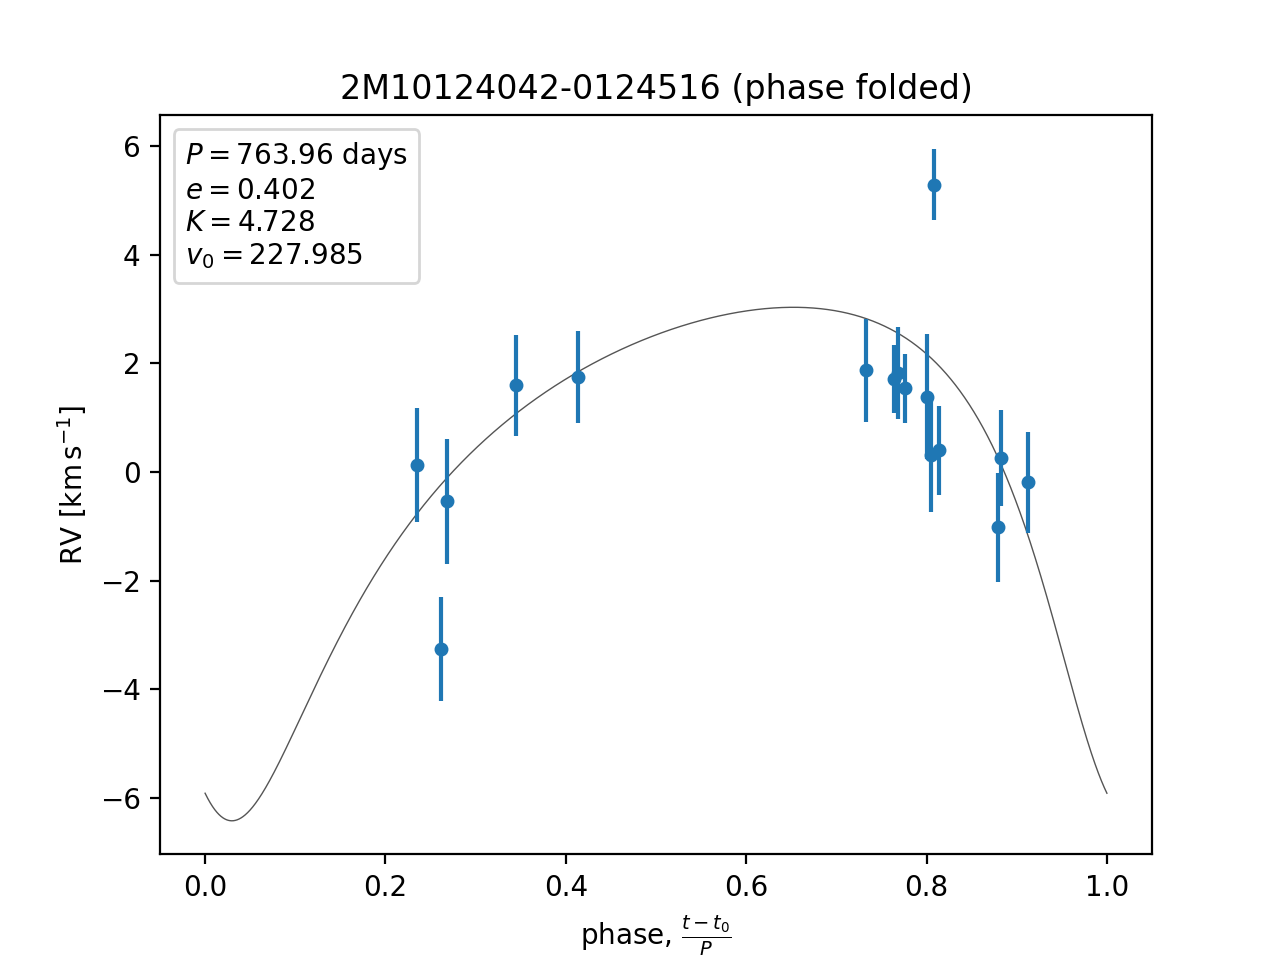 2M10124042-0124516 (phase folded)
P = 763.96 days
e = 0.402
K = 4.728
v₀ = 227.985
6
4
2
0
−2
−4
−6
RV [km s⁻¹]
0.0 0.2 0.4 0.6 0.8 1.0
phase, (t − t₀)/P